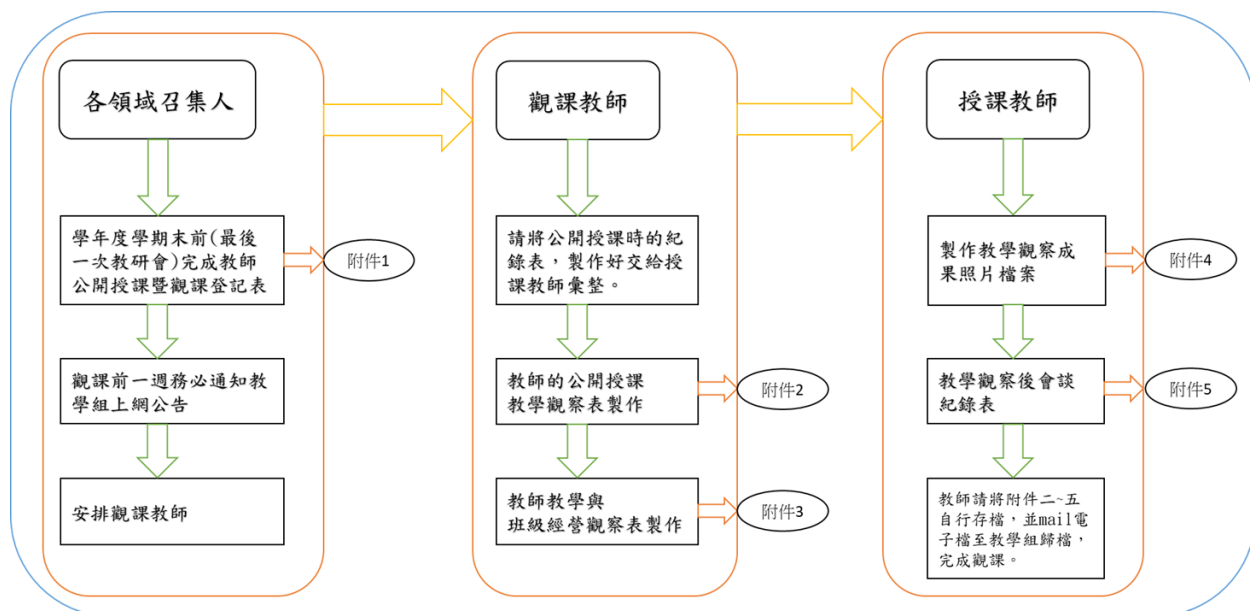 各領域召集人
學年度學期末前(最後
一次教研會)完成教師
公開授課暨觀課登記表
附件1
觀課前一週務必通知教
學組上網公告
安排觀課教師
觀課教師
請將公開授課時的紀
錄表，製作好交給授
課教師彙整。
教師的公開授課
教學觀察表製作
附件2
教師教學與
班級經營觀察表製作
附件3
授課教師
製作教學觀察成
果照片檔案
附件4
教學觀察後會談
紀錄表
附件5
教師請將附件二~五
自行存檔，並mail電
子檔至教學組歸檔，
完成觀課。